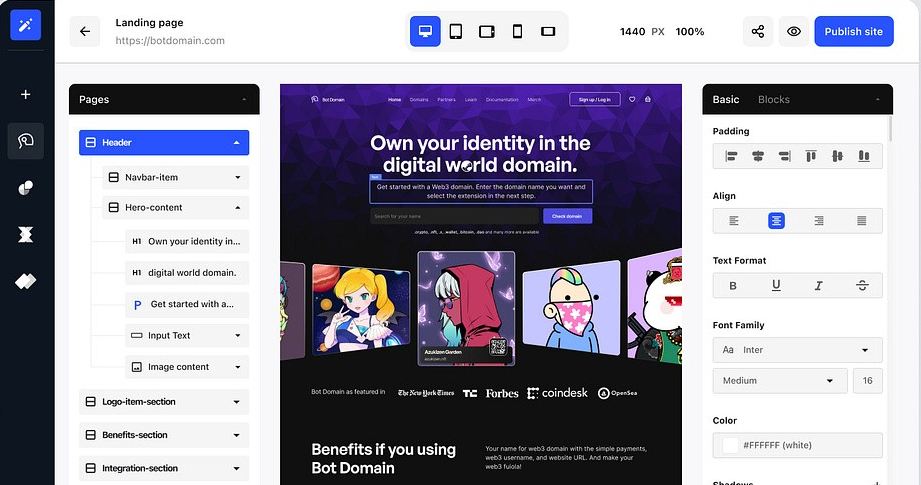 Landing page
https://botdomain.com
1440 PX 100%
Publish site
Pages
Header
Navbar-item
Hero-content
H1 Own your identity in...
H1 digital world domain.
P Get started with a...
Input Text
Image content
Logo-item-section
Benefits-section
Integration-section
Bot Domain
Home Domains Partners Learn Documentation Merch
Sign up / Log in
Own your identity in the
digital world domain.
Text
Get started with a Web3 domain. Enter the domain name you want and
select the extension in the next step.
Search for your name
Check domain
.crypto, .nft, .x, .wallet, .bitcoin, .dao and many more are available
Azukizen Garden
azukizen.nft
Bot Domain as featured in
The New York Times
TC
Forbes
coindesk
OpenSea
Benefits if you using
Bot Domain
Your name for web3 domain with the simple payments,
web3 username, and website URL. And make your
web3 fulola!
Basic Blocks
Padding
Align
Text Format
B U I S
Font Family
Aa Inter
Medium 16
Color
#FFFFFF (white)
Shadows